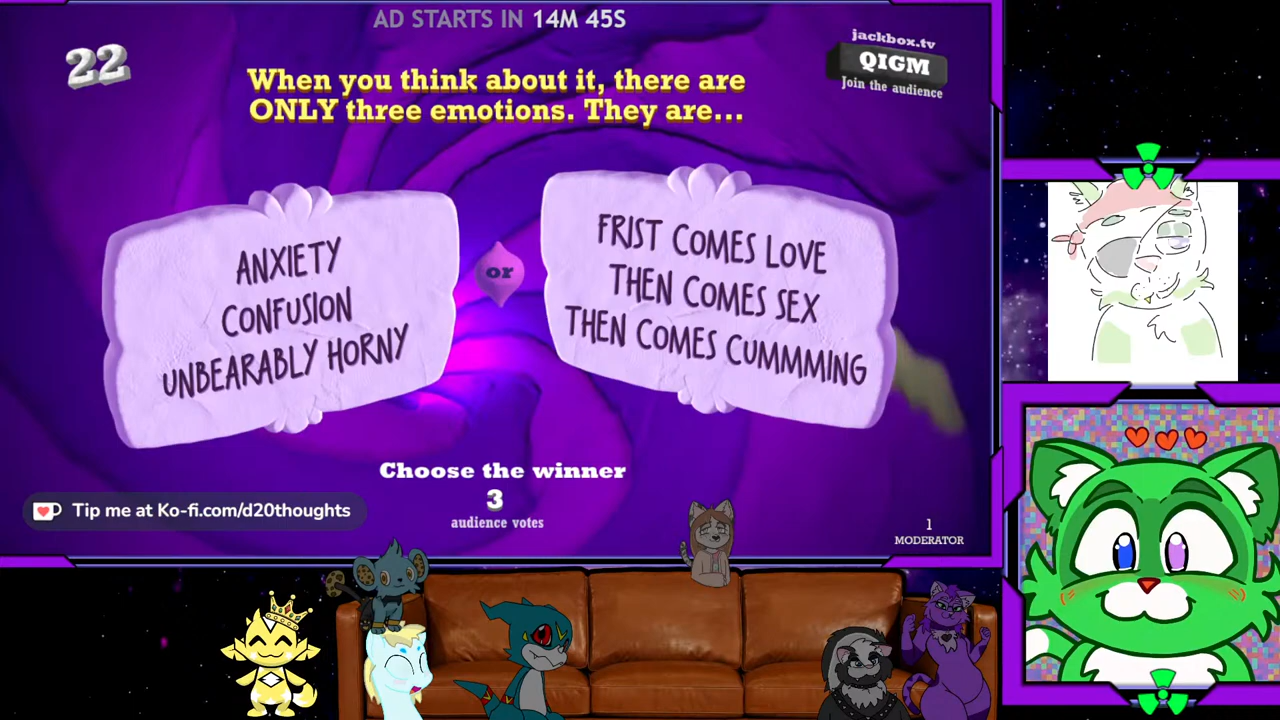 AD STARTS IN 14M 45S
22
jackbox.tv
QIGM
Join the audience
When you think about it, there are
ONLY three emotions. They are...
ANXIETY
CONFUSION
UNBEARABLY HORNY
or
FRIST COMES LOVE
THEN COMES SEX
THEN COMES CUMMMING
Choose the winner
3
audience votes
Tip me at Ko-fi.com/d20thoughts
1
MODERATOR